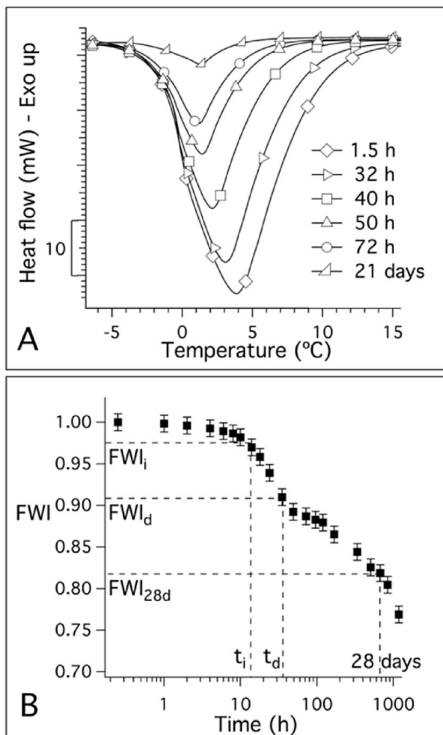 Heat flow (mW) - Exo up
10
1.5 h
32 h
40 h
50 h
72 h
21 days
A
-5
0
5
10
15
Temperature (ºC)
1.00
0.95
0.90
0.85
0.80
0.75
0.70
FWI
FWIi
FWId
FWI28d
ti
td
28 days
B
1
10
100
1000
Time (h)